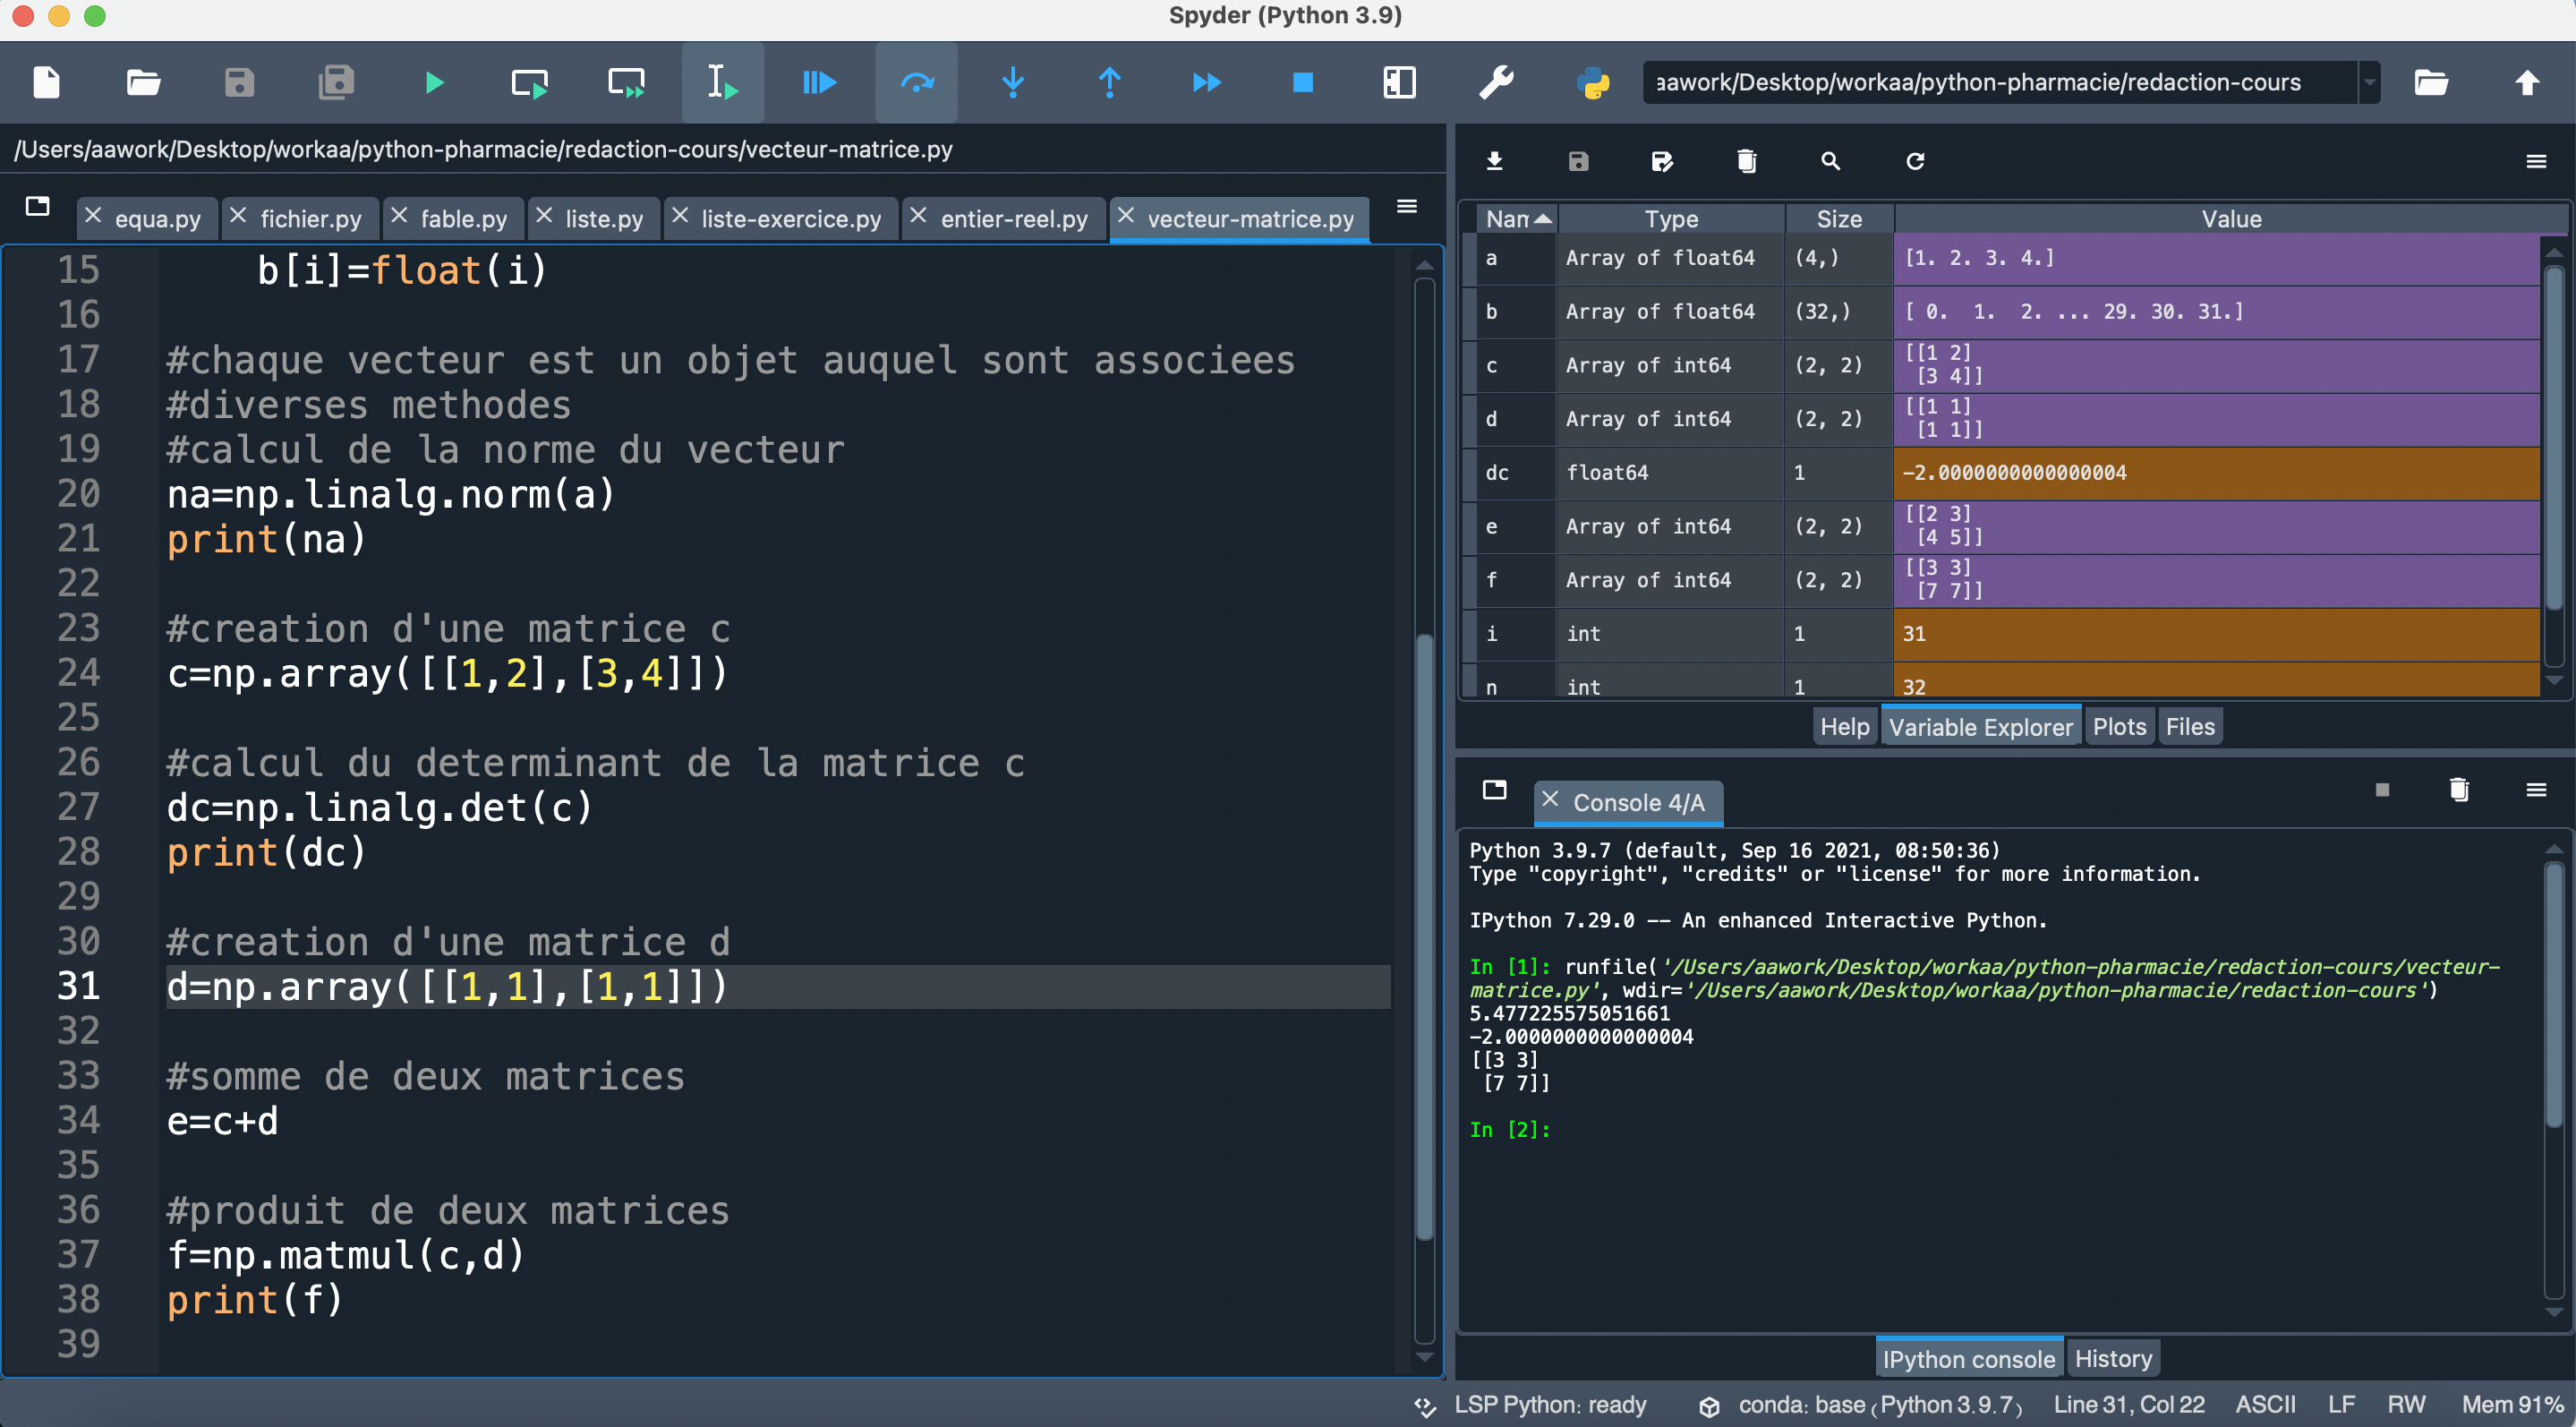 Spyder (Python 3.9)
aawork/Desktop/workaa/python-pharmacie/redaction-cours
/Users/aawork/Desktop/workaa/python-pharmacie/redaction-cours/vecteur-matrice.py
equa.py fichier.py fable.py liste.py liste-exercice.py entier-reel.py vecteur-matrice.py
15 b[i]=float(i)
16
17 #chaque vecteur est un objet auquel sont associees
18 #diverses methodes
19 #calcul de la norme du vecteur
20 na=np.linalg.norm(a)
21 print(na)
22
23 #creation d'une matrice c
24 c=np.array([[1,2],[3,4]])
25
26 #calcul du determinant de la matrice c
27 dc=np.linalg.det(c)
28 print(dc)
29
30 #creation d'une matrice d
31 d=np.array([[1,1],[1,1]])
32
33 #somme de deux matrices
34 e=c+d
35
36 #produit de deux matrices
37 f=np.matmul(c,d)
38 print(f)
39
Nam Type Size Value
a Array of float64 (4,) [1. 2. 3. 4.]
b Array of float64 (32,) [ 0. 1. 2. ... 29. 30. 31.]
c Array of int64 (2, 2) [[1 2]
[3 4]]
d Array of int64 (2, 2) [[1 1]
[1 1]]
dc float64 1 -2.0000000000000004
e Array of int64 (2, 2) [[2 3]
[4 5]]
f Array of int64 (2, 2) [[3 3]
[7 7]]
i int 1 31
n int 1 32
Help Variable Explorer Plots Files
Console 4/A
Python 3.9.7 (default, Sep 16 2021, 08:50:36)
Type "copyright", "credits" or "license" for more information.
IPython 7.29.0 -- An enhanced Interactive Python.
In [1]: runfile('/Users/aawork/Desktop/workaa/python-pharmacie/redaction-cours/vecteur-
matrice.py', wdir='/Users/aawork/Desktop/workaa/python-pharmacie/redaction-cours')
5.477225575051661
-2.0000000000000004
[[3 3]
[7 7]]
In [2]:
IPython console History
LSP Python: ready conda: base (Python 3.9.7) Line 31, Col 22 ASCII LF RW Mem 91%